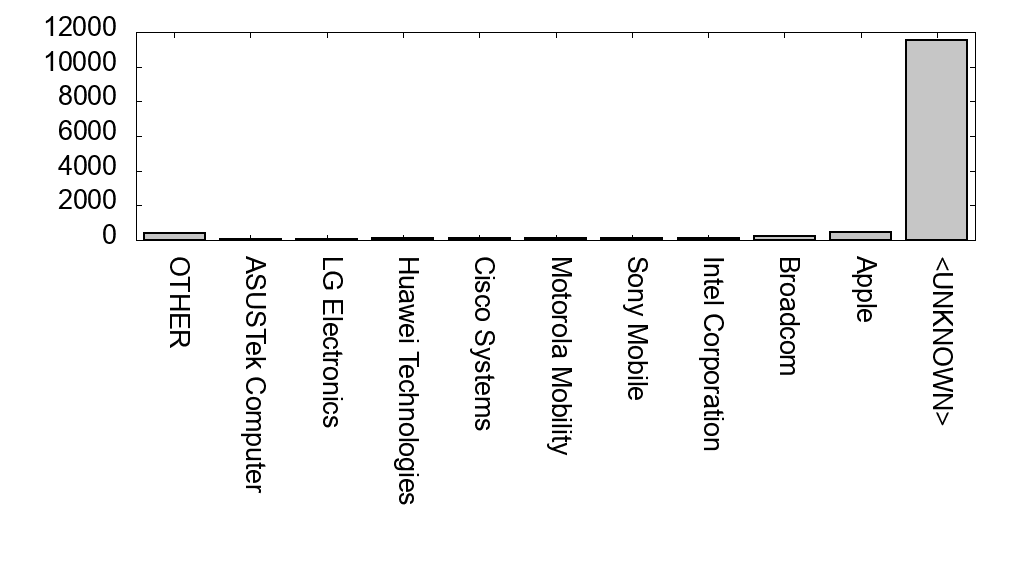 12000
10000
8000
6000
4000
2000
0
OTHER
ASUSTek Computer
LG Electronics
Huawei Technologies
Cisco Systems
Motorola Mobility
Sony Mobile
Intel Corporation
Broadcom
Apple
<UNKNOWN>